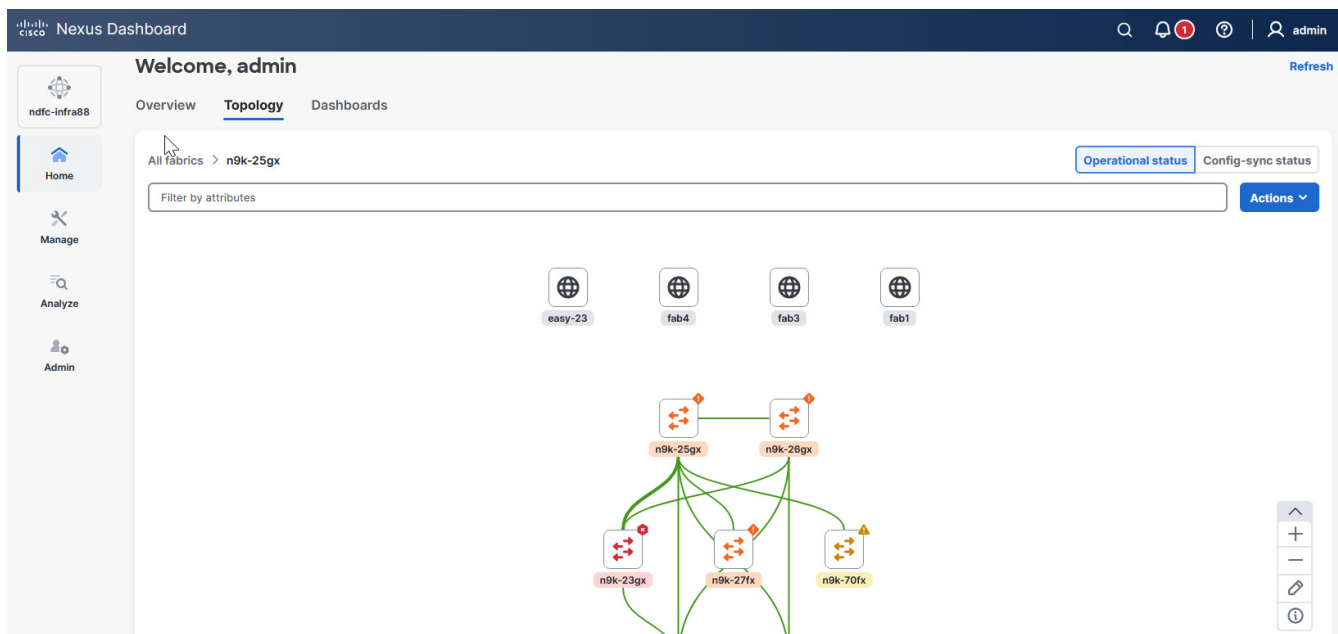 CISCO Nexus Dashboard
1
admin
ndfc-infra88
Home
Manage
Analyze
Admin
Welcome, admin
Refresh
Overview Topology Dashboards
All fabrics > n9k-25gx
Operational status Config-sync status
Filter by attributes
Actions
easy-23 fab4 fab3 fab1
n9k-25gx n9k-26gx
n9k-23gx n9k-27fx n9k-70fx